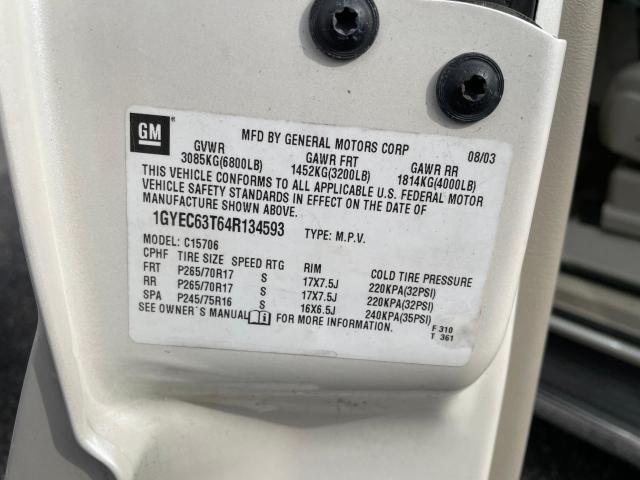 GM ®
MFD BY GENERAL MOTORS CORP 08/03
GVWR GAWR FRT GAWR RR
3085KG(6800LB) 1452KG(3200LB) 1814KG(4000LB)
THIS VEHICLE CONFORMS TO ALL APPLICABLE U.S. FEDERAL MOTOR
VEHICLE SAFETY STANDARDS IN EFFECT ON THE DATE OF
MANUFACTURE SHOWN ABOVE.
1GYEC63T64R134593 TYPE: M.P.V.
MODEL: C15706
CPHF TIRE SIZE SPEED RTG RIM COLD TIRE PRESSURE
FRT P265/70R17 S 17X7.5J 220KPA(32PSI)
RR P265/70R17 S 17X7.5J 220KPA(32PSI)
SPA P245/75R16 S 16X6.5J 240KPA(35PSI)
SEE OWNER'S MANUAL FOR MORE INFORMATION.
F 310
T 361